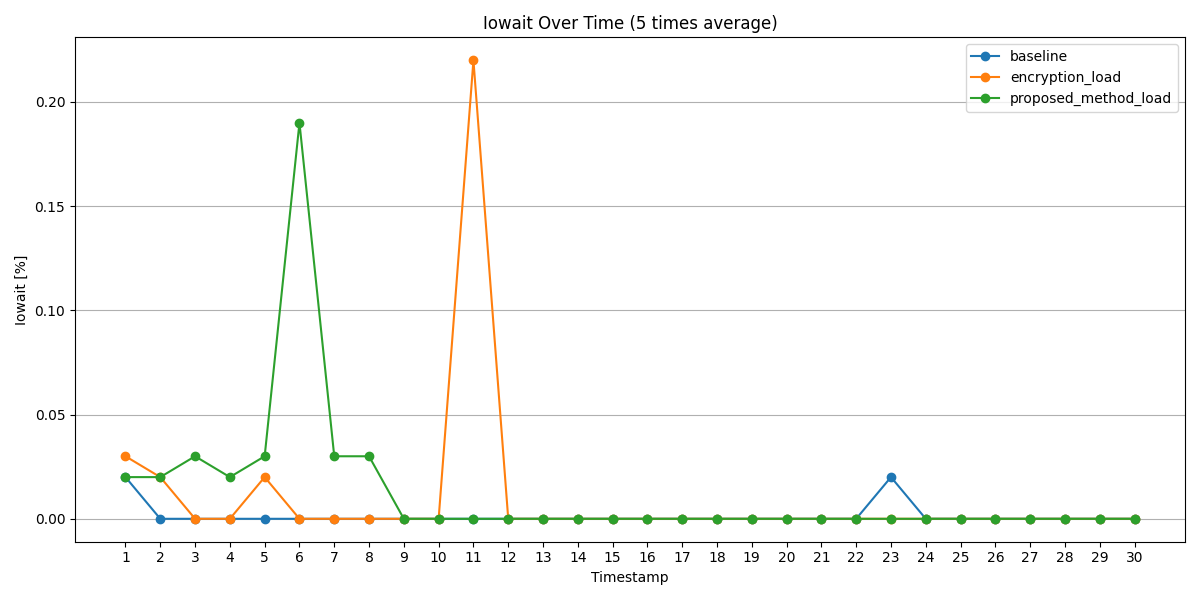 Iowait Over Time (5 times average)
baseline
encryption_load
proposed_method_load
Iowait [%]
0.20
0.15
0.10
0.05
0.00
1 2 3 4 5 6 7 8 9 10 11 12 13 14 15 16 17 18 19 20 21 22 23 24 25 26 27 28 29 30
Timestamp